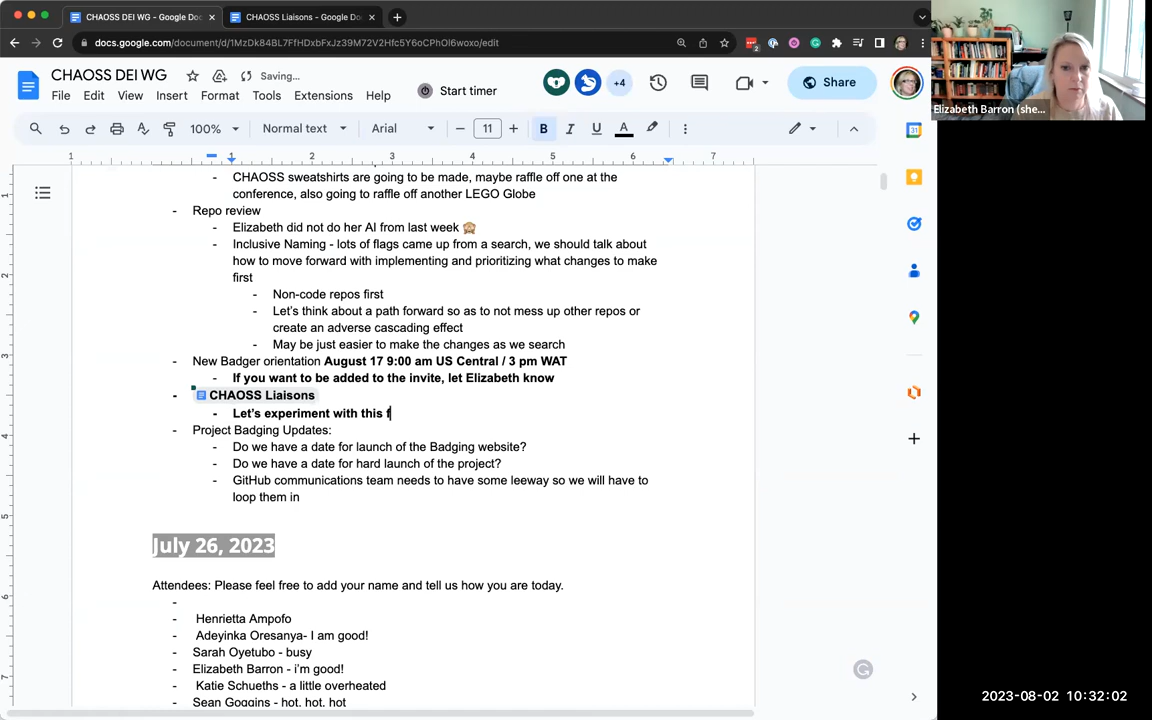 CHAOSS DEI WG - Google Doc
CHAOSS Liaisons - Google Do
docs.google.com/document/d/1MzDk84BL7FfHDxbFxJz39M72V2Hfc5Y6oCPhOl6woxo/edit
CHAOSS DEI WG
Saving...
File Edit View Insert Format Tools Extensions Help
Start timer
+4
Share
100% Normal text Arial 11 B I U A
1 1 2 3 4 5 6 7
CHAOSS sweatshirts are going to be made, maybe raffle off one at the
conference, also going to raffle off another LEGO Globe
- Repo review
- Elizabeth did not do her AI from last week 🙈
- Inclusive Naming - lots of flags came up from a search, we should talk about
how to move forward with implementing and prioritizing what changes to make
first
- Non-code repos first
- Let's think about a path forward so as to not mess up other repos or
create an adverse cascading effect
- May be just easier to make the changes as we search
- New Badger orientation August 17 9:00 am US Central / 3 pm WAT
- If you want to be added to the invite, let Elizabeth know
- CHAOSS Liaisons
- Let's experiment with this f
- Project Badging Updates:
- Do we have a date for launch of the Badging website?
- Do we have a date for hard launch of the project?
- GitHub communications team needs to have some leeway so we will have to
loop them in
July 26, 2023
Attendees: Please feel free to add your name and tell us how you are today.
-
- Henrietta Ampofo
- Adeyinka Oresanya- I am good!
- Sarah Oyetubo - busy
- Elizabeth Barron - i'm good!
- Katie Schueths - a little overheated
- Sean Goggins - hot. hot. hot
Elizabeth Barron (she...
2023-08-02 10:32:02